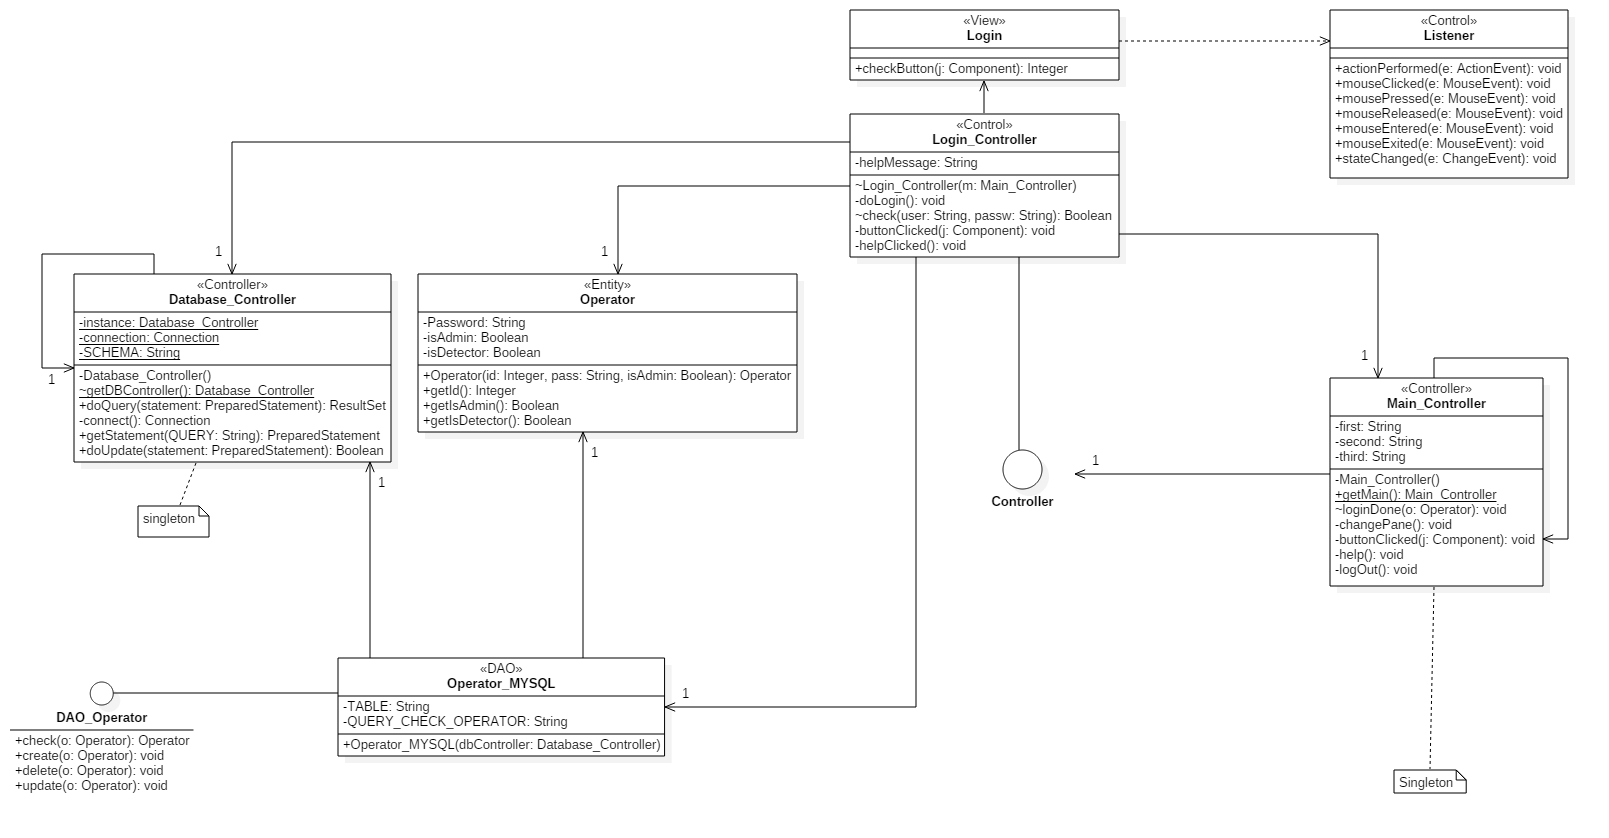 «View»
Login
+checkButton(j: Component): Integer
«Control»
Listener
+actionPerformed(e: ActionEvent): void
+mouseClicked(e: MouseEvent): void
+mousePressed(e: MouseEvent): void
+mouseReleased(e: MouseEvent): void
+mouseEntered(e: MouseEvent): void
+mouseExited(e: MouseEvent): void
+stateChanged(e: ChangeEvent): void
«Control»
Login_Controller
-helpMessage: String
~Login_Controller(m: Main_Controller)
-doLogin(): void
~check(user: String, passw: String): Boolean
-buttonClicked(j: Component): void
-helpClicked(): void
1
1
1
1
«Controller»
Database_Controller
-instance: Database_Controller
-connection: Connection
-SCHEMA: String
-Database_Controller()
~getDBController(): Database_Controller
+doQuery(statement: PreparedStatement): ResultSet
-connect(): Connection
+getStatement(QUERY: String): PreparedStatement
+doUpdate(statement: PreparedStatement): Boolean
singleton
1
«Entity»
Operator
-Password: String
-isAdmin: Boolean
-isDetector: Boolean
+Operator(id: Integer, pass: String, isAdmin: Boolean): Operator
+getId(): Integer
+getIsAdmin(): Boolean
+getIsDetector(): Boolean
1
Controller
1
«Controller»
Main_Controller
-first: String
-second: String
-third: String
-Main_Controller()
+getMain(): Main_Controller
~loginDone(o: Operator): void
-changePane(): void
-buttonClicked(j: Component): void
-help(): void
-logOut(): void
DAO_Operator
+check(o: Operator): Operator
+create(o: Operator): void
+delete(o: Operator): void
+update(o: Operator): void
«DAO»
Operator_MYSQL
-TABLE: String
-QUERY_CHECK_OPERATOR: String
+Operator_MYSQL(dbController: Database_Controller)
1
Singleton